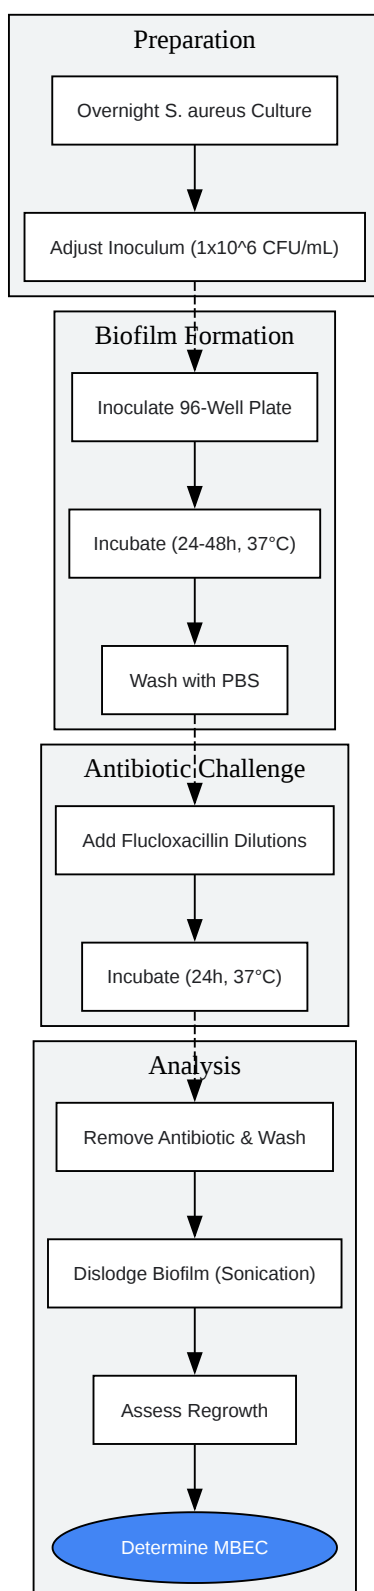 Preparation
Overnight S. aureus Culture
Adjust Inoculum (1x10^6 CFU/mL)
Biofilm Formation
Inoculate 96-Well Plate
Incubate (24-48h, 37°C)
Wash with PBS
Antibiotic Challenge
Add Flucloxacillin Dilutions
Incubate (24h, 37°C)
Analysis
Remove Antibiotic & Wash
Dislodge Biofilm (Sonication)
Assess Regrowth
Determine MBEC